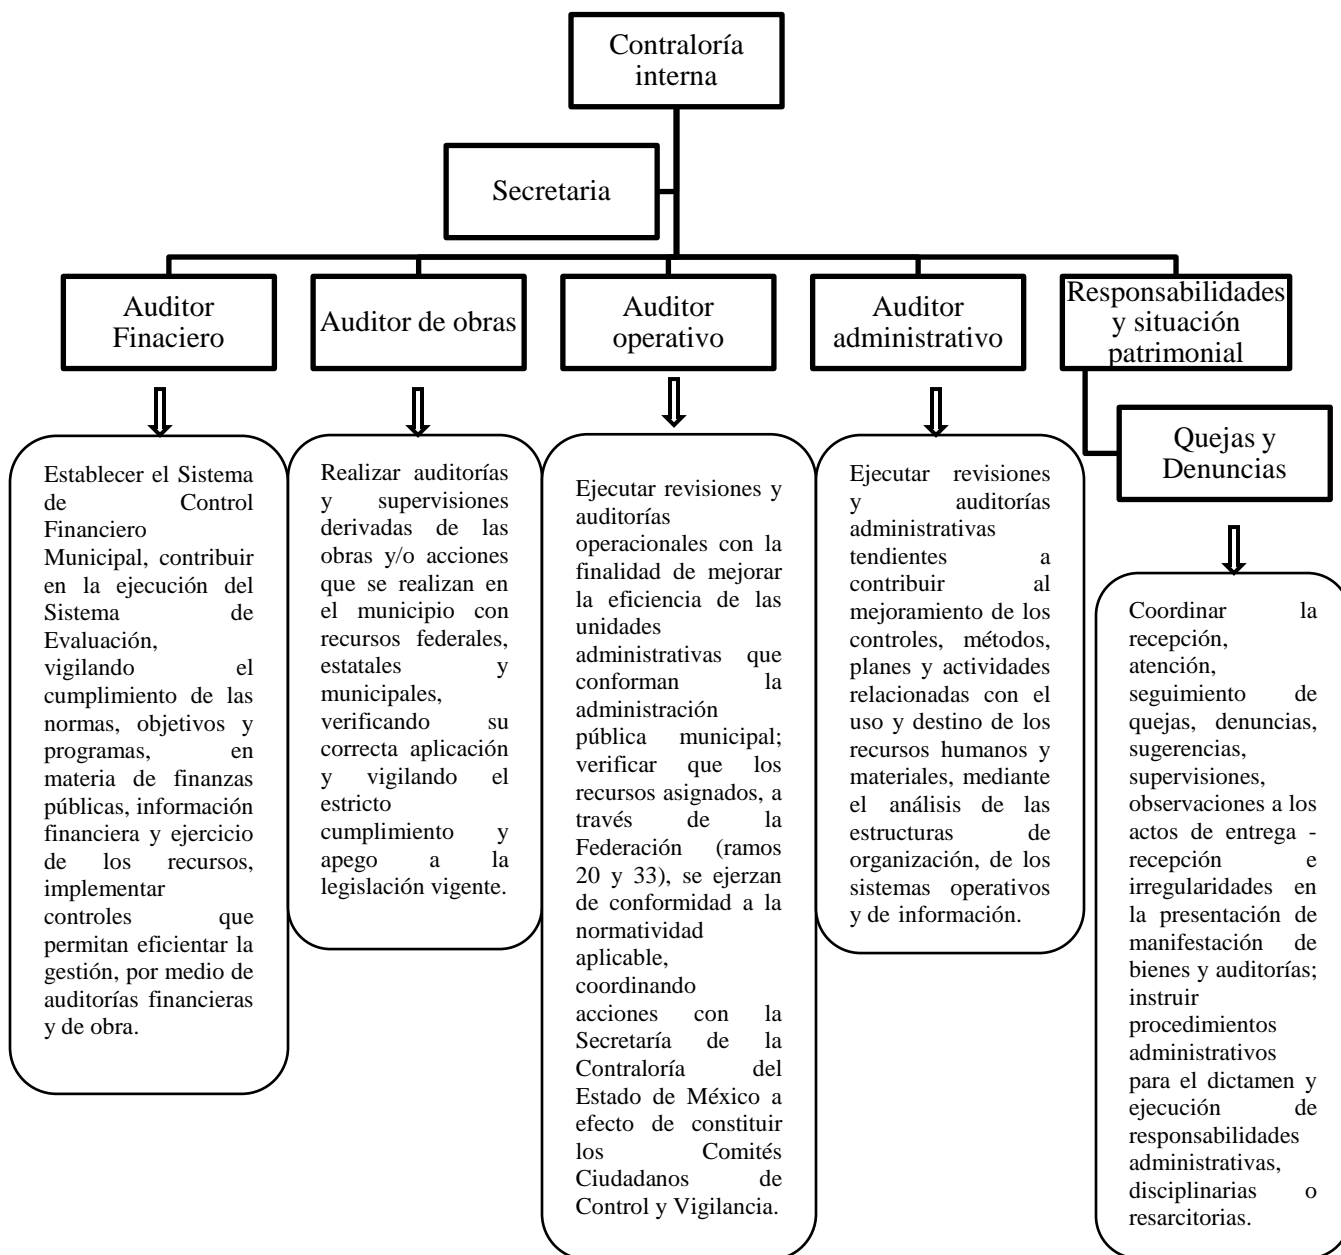 Contraloría
interna
Secretaria
Auditor
Finaciero
Auditor de obras
Auditor
operativo
Auditor
administrativo
Responsabilidades
y situación
patrimonial
Quejas y
Denuncias
Establecer el Sistema
de Control
Financiero
Municipal, contribuir
en la ejecución del
Sistema de
Evaluación,
vigilando el
cumplimiento de las
normas, objetivos y
programas, en
materia de finanzas
públicas, información
financiera y ejercicio
de los recursos,
implementar
controles que
permitan eficientar la
gestión, por medio de
auditorías financieras
y de obra.
Realizar auditorías
y supervisiones
derivadas de las
obras y/o acciones
que se realizan en
el municipio con
recursos federales,
estatales y
municipales,
verificando su
correcta aplicación
y vigilando el
estricto
cumplimiento y
apego a la
legislación vigente.
Ejecutar revisiones y
auditorías
operacionales con la
finalidad de mejorar
la eficiencia de las
unidades
administrativas que
conforman la
administración
pública municipal;
verificar que los
recursos asignados, a
través de la
Federación (ramos
20 y 33), se ejerzan
de conformidad a la
normatividad
aplicable,
coordinando
acciones con la
Secretaría de la
Contraloría del
Estado de México a
efecto de constituir
los Comités
Ciudadanos de
Control y Vigilancia.
Ejecutar revisiones
y auditorías
administrativas
tendientes a
contribuir al
mejoramiento de los
controles, métodos,
planes y actividades
relacionadas con el
uso y destino de los
recursos humanos y
materiales, mediante
el análisis de las
estructuras de
organización, de los
sistemas operativos
y de información.
Coordinar la
recepción,
atención,
seguimiento de
quejas, denuncias,
sugerencias,
supervisiones,
observaciones a los
actos de entrega -
recepción e
irregularidades en
la presentación de
manifestación de
bienes y auditorías;
instruir
procedimientos
administrativos
para el dictamen y
ejecución de
responsabilidades
administrativas,
disciplinarias o
resarcitorias.